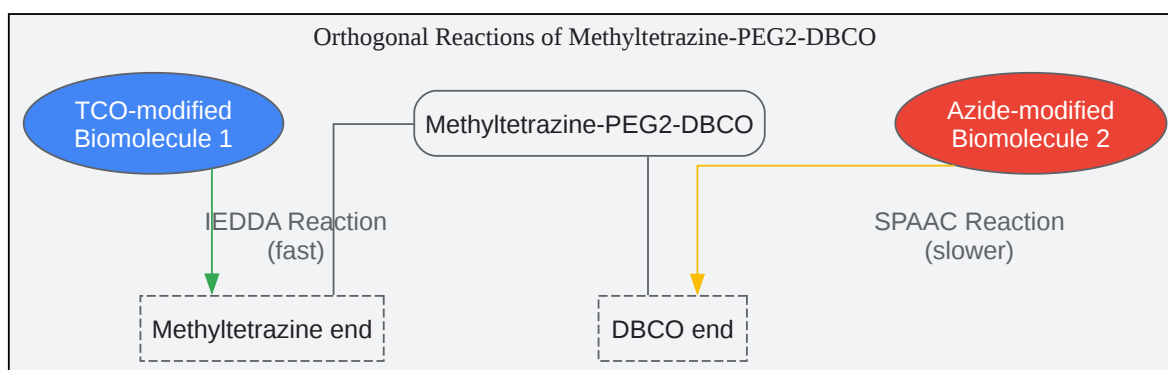 Orthogonal Reactions of Methyltetrazine-PEG2-DBCO
TCO-modified
Biomolecule 1
Methyltetrazine-PEG2-DBCO
Azide-modified
Biomolecule 2
IEDDA Reaction
(fast)
SPAAC Reaction
(slower)
Methyltetrazine end
DBCO end